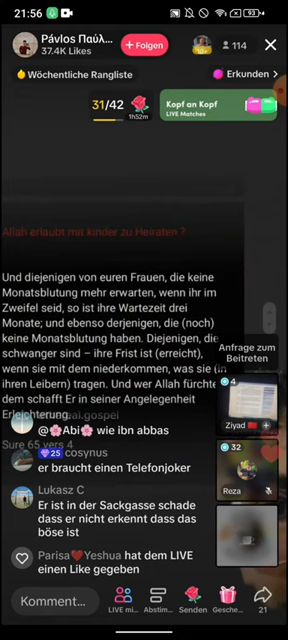 21:56
93
Pávlos Παύλ...
37.4K Likes
+ Folgen
10+
114
Wöchentliche Rangliste
Erkunden >
31/42
1h52m
Kopf an Kopf
LIVE Matches
Allah erlaubt mit kinder zu Heiraten ?
Und diejenigen von euren Frauen, die keine
Monatsblutung mehr erwarten, wenn ihr im
Zweifel seid, so ist ihre Wartezeit drei
Monate; und ebenso derjenigen, die (noch)
keine Monatsblutung haben. Diejenigen, die
schwanger sind – ihre Frist ist (erreicht),
wenn sie mit dem niederkommen, was sie (in
ihren Leibern) tragen. Und wer Allah fürchtet,
dem schafft Er in seiner Angelegenheit
Erleichterung.
Sure 65 vers 4
Anfrage zum
Beitreten
4
Ziyad
32
Reza
@🌸Abi🌸 wie ibn abbas
25 cosynus
er braucht einen Telefonjoker
Lukasz C
Er ist in der Sackgasse schade
dass er nicht erkennt dass das
böse ist
Parisa❤️Yeshua hat dem LIVE
einen Like gegeben
Komment...
LIVE mi...
Abstim...
Senden
Gesche...
21